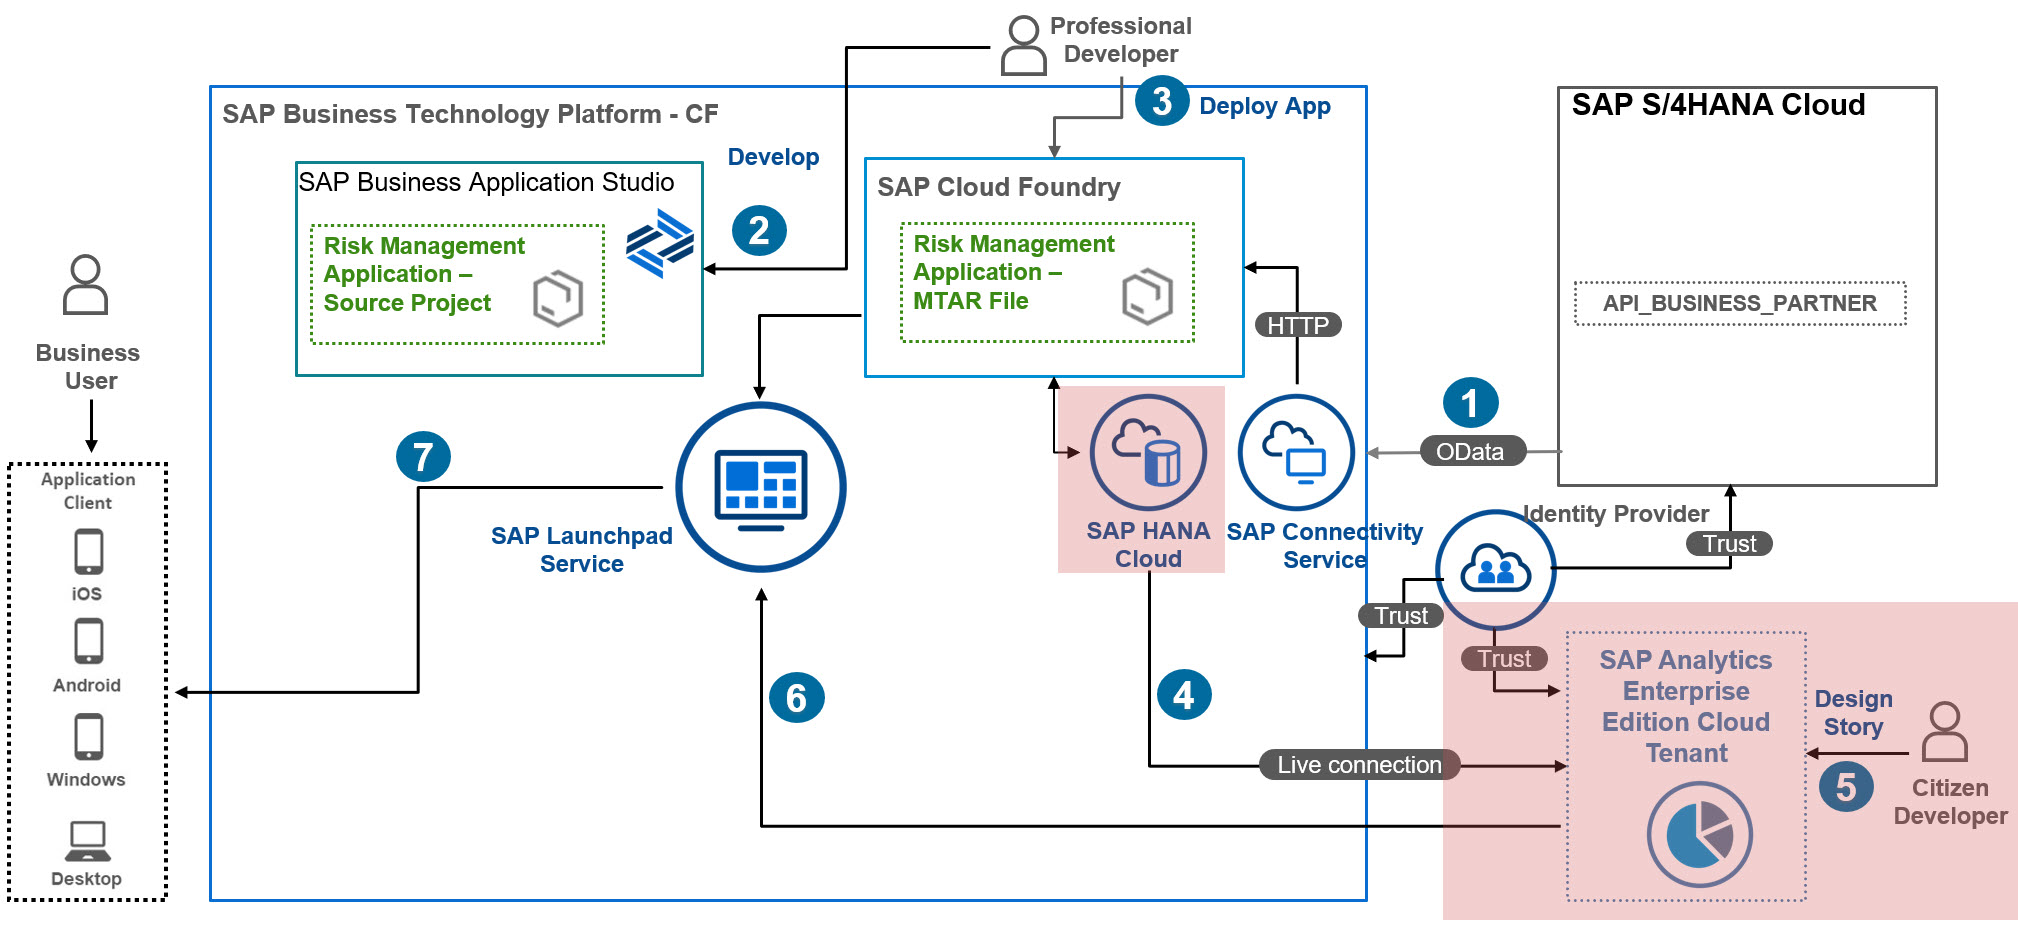 Professional
Developer
3
Deploy App
SAP Business Technology Platform - CF
SAP S/4HANA Cloud
Develop
SAP Business Application Studio
2
Risk Management
Application –
Source Project
SAP Cloud Foundry
Risk Management
Application –
MTAR File
API_BUSINESS_PARTNER
HTTP
Business
User
1
OData
7
Application
Client
iOS
Android
Windows
Desktop
SAP Launchpad
Service
SAP HANA
Cloud
SAP Connectivity
Service
Identity Provider
Trust
Trust
Trust
6
4
Live connection
SAP Analytics
Enterprise
Edition Cloud
Tenant
Design
Story
5
Citizen
Developer